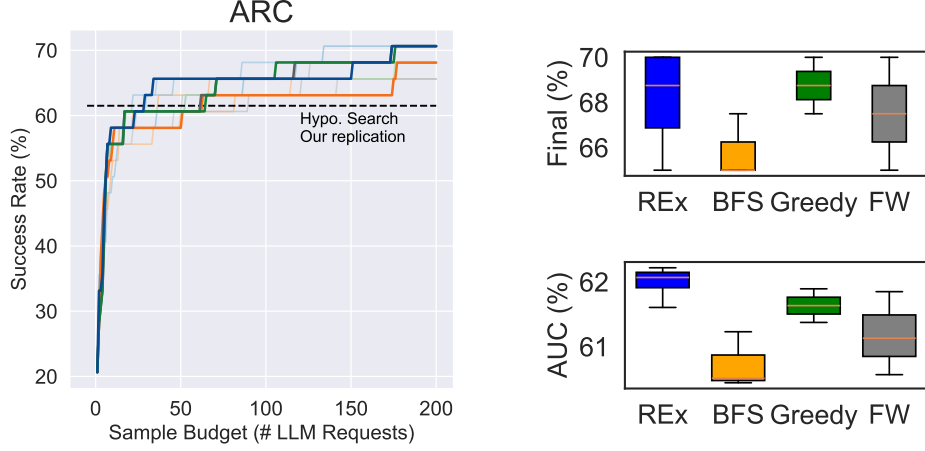 ARC
Success Rate (%)
70
60
50
40
30
20
Hypo. Search
Our replication
0 50 100 150 200
Sample Budget (# LLM Requests)
Final (%)
70
68
66
REx BFS Greedy FW
AUC (%)
62
61
REx BFS Greedy FW